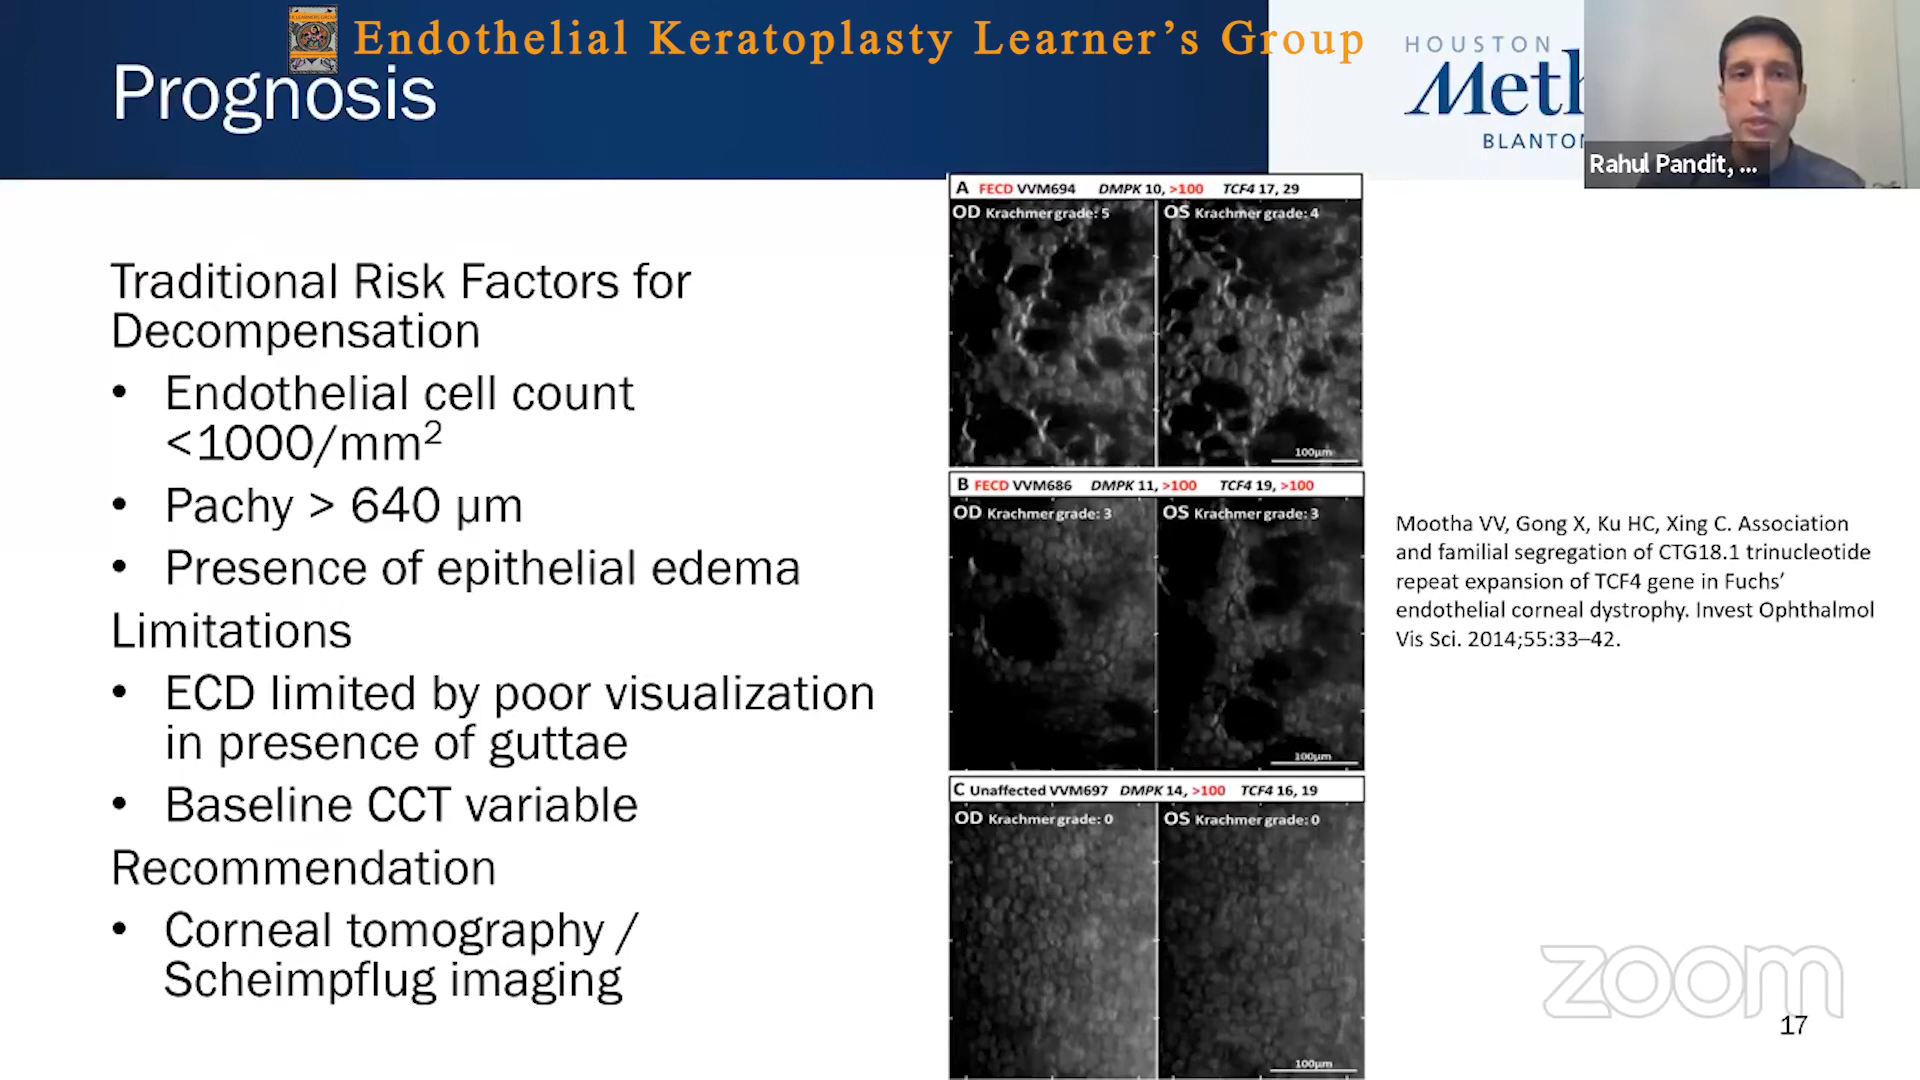 Endothelial Keratoplasty Learner's Group
Prognosis
HOUSTON
Meth
BLANTON
Rahul Pandit, ...
Traditional Risk Factors for
Decompensation
• Endothelial cell count
<1000/mm²
• Pachy > 640 µm
• Presence of epithelial edema
Limitations
• ECD limited by poor visualization
in presence of guttae
• Baseline CCT variable
Recommendation
• Corneal tomography /
Scheimpflug imaging
A FECD VVM694 DMPK 10, >100 TCF4 17, 29
OD Krachmer grade: 5
OS Krachmer grade: 4
100µm
B FECD VVM686 DMPK 11, >100 TCF4 19, >100
OD Krachmer grade: 3
OS Krachmer grade: 3
100µm
C Unaffected VVM697 DMPK 14, >100 TCF4 16, 19
OD Krachmer grade: 0
OS Krachmer grade: 0
100µm
Mootha VV, Gong X, Ku HC, Xing C. Association
and familial segregation of CTG18.1 trinucleotide
repeat expansion of TCF4 gene in Fuchs'
endothelial corneal dystrophy. Invest Ophthalmol
Vis Sci. 2014;55:33–42.
zoom
17